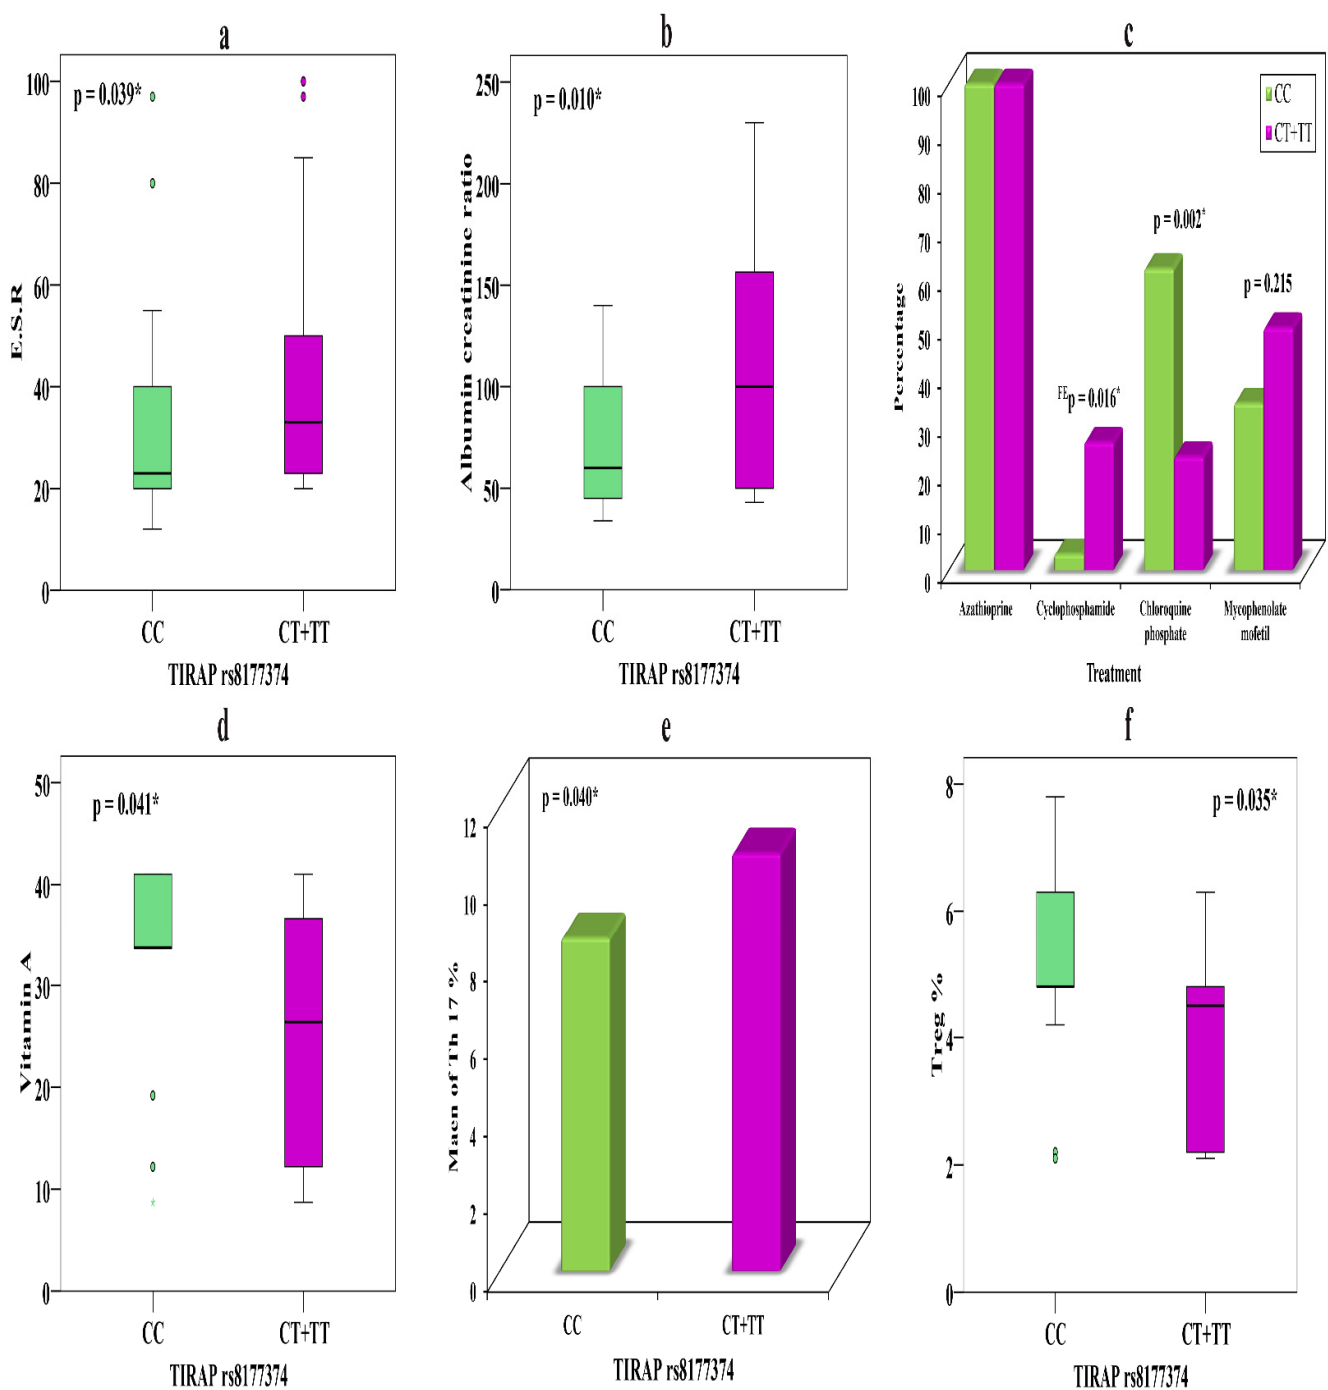 a
100
80
60
40
20
0
p = 0.039*
E.S.R
CC
CT+TT
TIRAP rs8177374
b
250
200
150
100
50
0
p = 0.010*
Albumin creatinine ratio
CC
CT+TT
TIRAP rs8177374
c
100
90
80
70
60
50
40
30
20
10
0
Percentage
CC
CT+TT
FEp = 0.016*
p = 0.002*
p = 0.215
Azathioprine
Cyclophosphamide
Chloroquine
phosphate
Mycophenolate
mofetil
Treatment
d
50
40
30
20
10
0
p = 0.041*
Vitamin A
CC
CT+TT
TIRAP rs8177374
e
12
10
8
6
4
2
0
p = 0.040*
Maen of Th 17 %
CC
CT+TT
TIRAP rs8177374
f
8
6
4
2
0
p = 0.035*
Treg %
CC
CT+TT
TIRAP rs8177374